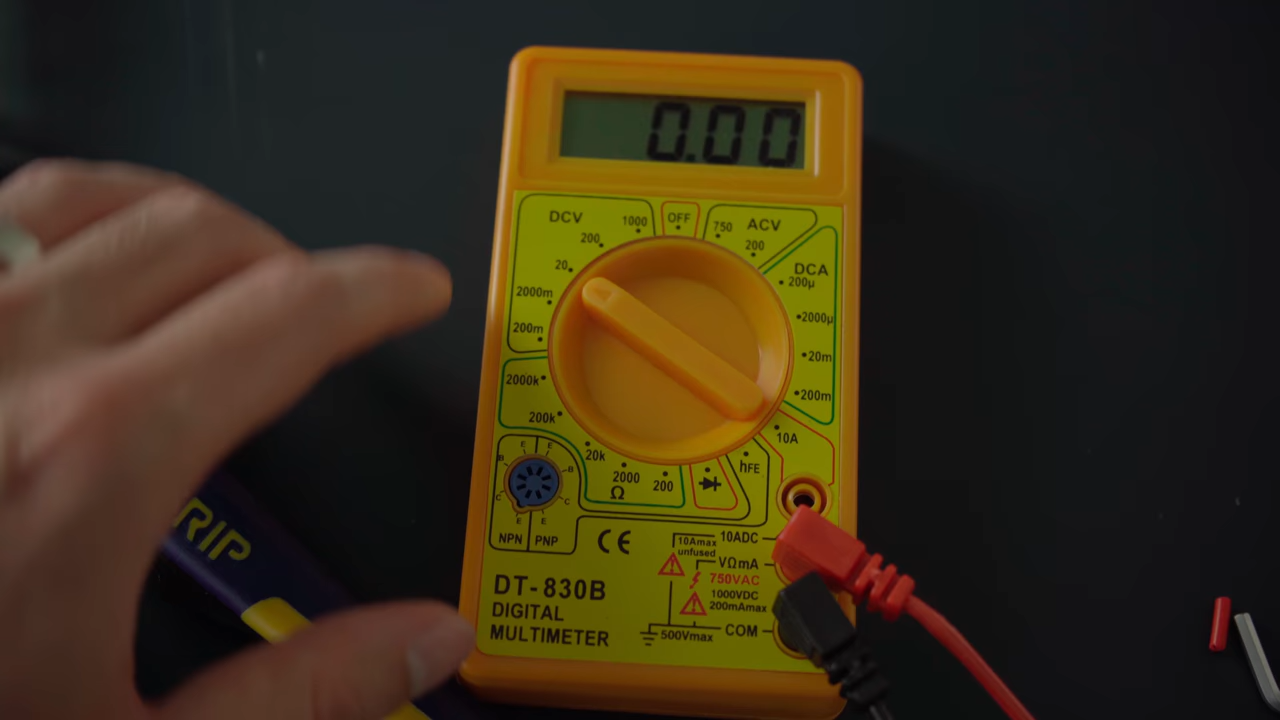 0.00
DCV
1000
OFF
750
ACV
200
200
20
DCA
200µ
2000m
2000µ
200m
20m
2000k
200m
200k
10A
20k
hFE
2000
200
Ω
E
E
B
B
C
C
E
E
NPN
PNP
CE
10Amax
unfused
10ADC
VΩmA
750VAC
1000VDC
200mAmax
DT-830B
DIGITAL
MULTIMETER
500Vmax
COM
RIP